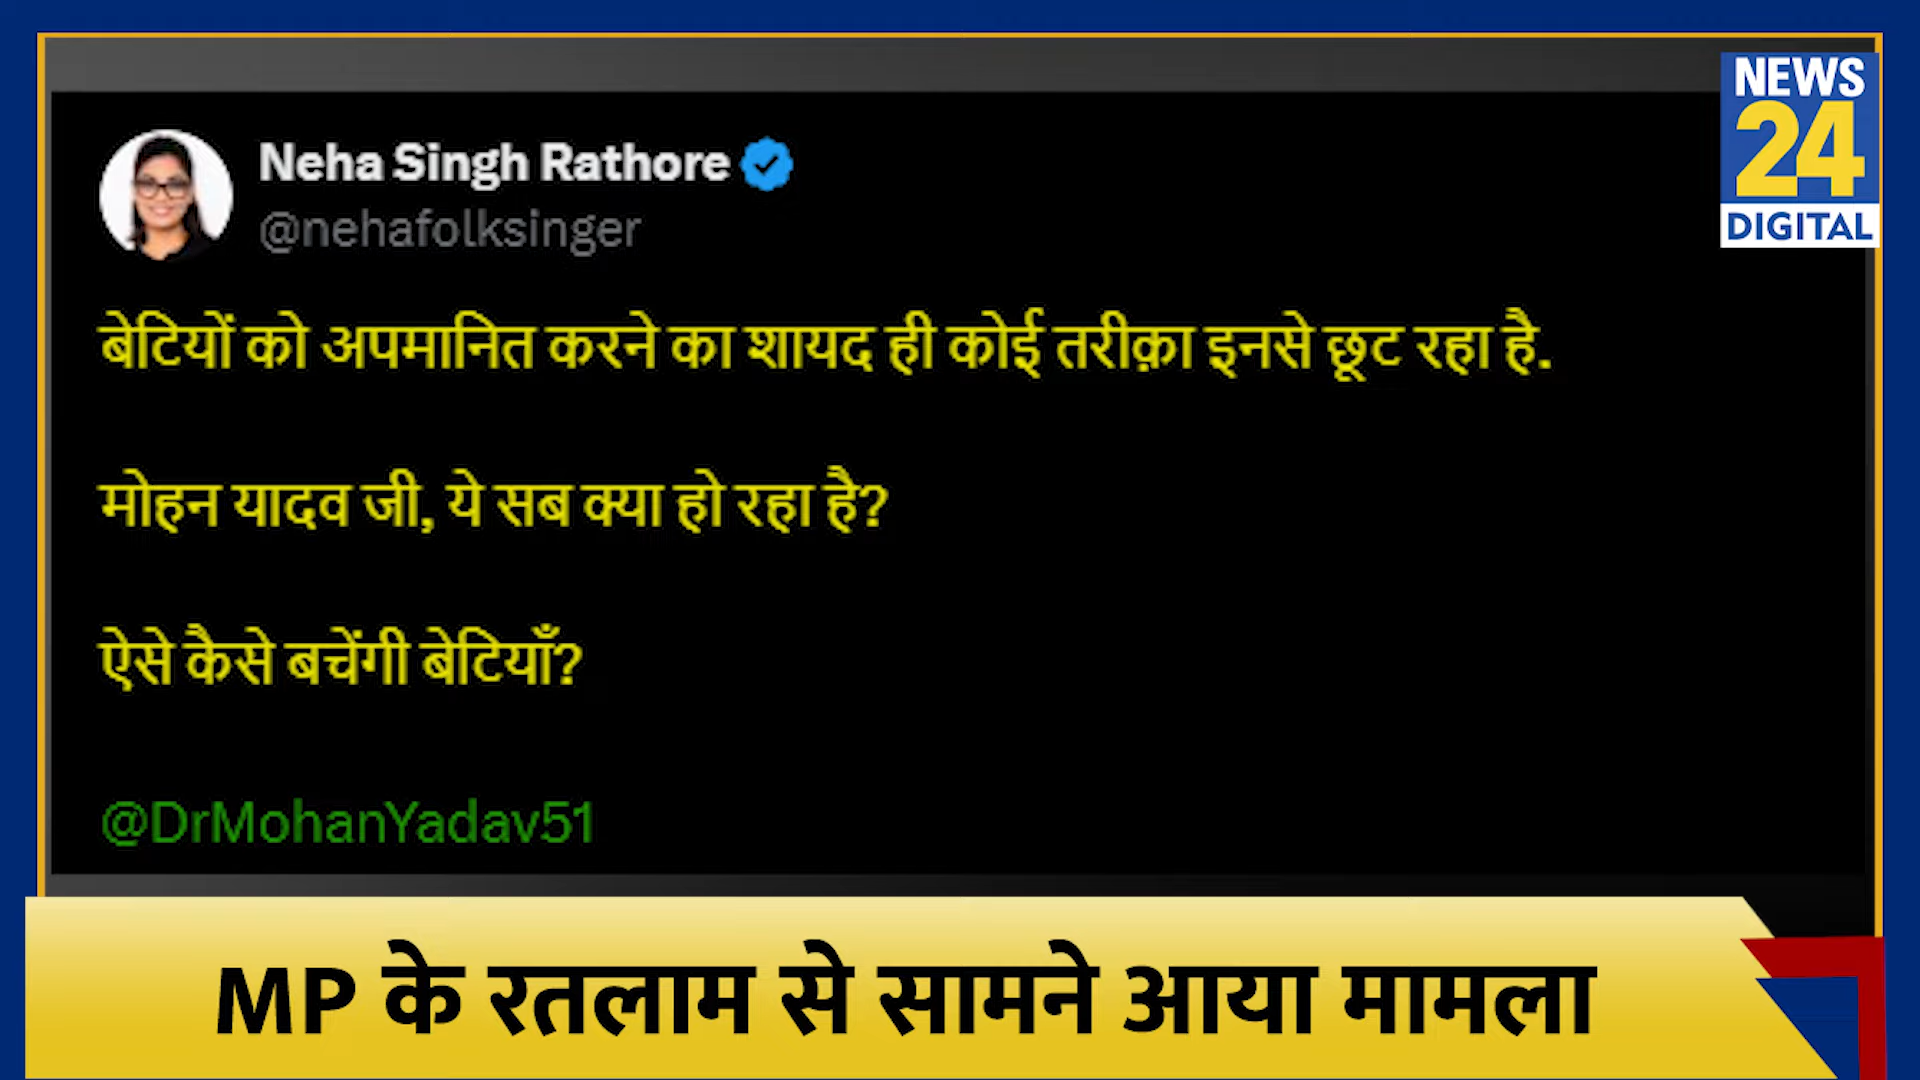 NEWS
24
DIGITAL
Neha Singh Rathore
@nehafolksinger
बेटियों को अपमानित करने का शायद ही कोई तरीक़ा इनसे छूट रहा है.
मोहन यादव जी, ये सब क्या हो रहा है?
ऐसे कैसे बचेंगी बेटियाँ?
@DrMohanYadav51
MP के रतलाम से सामने आया मामला